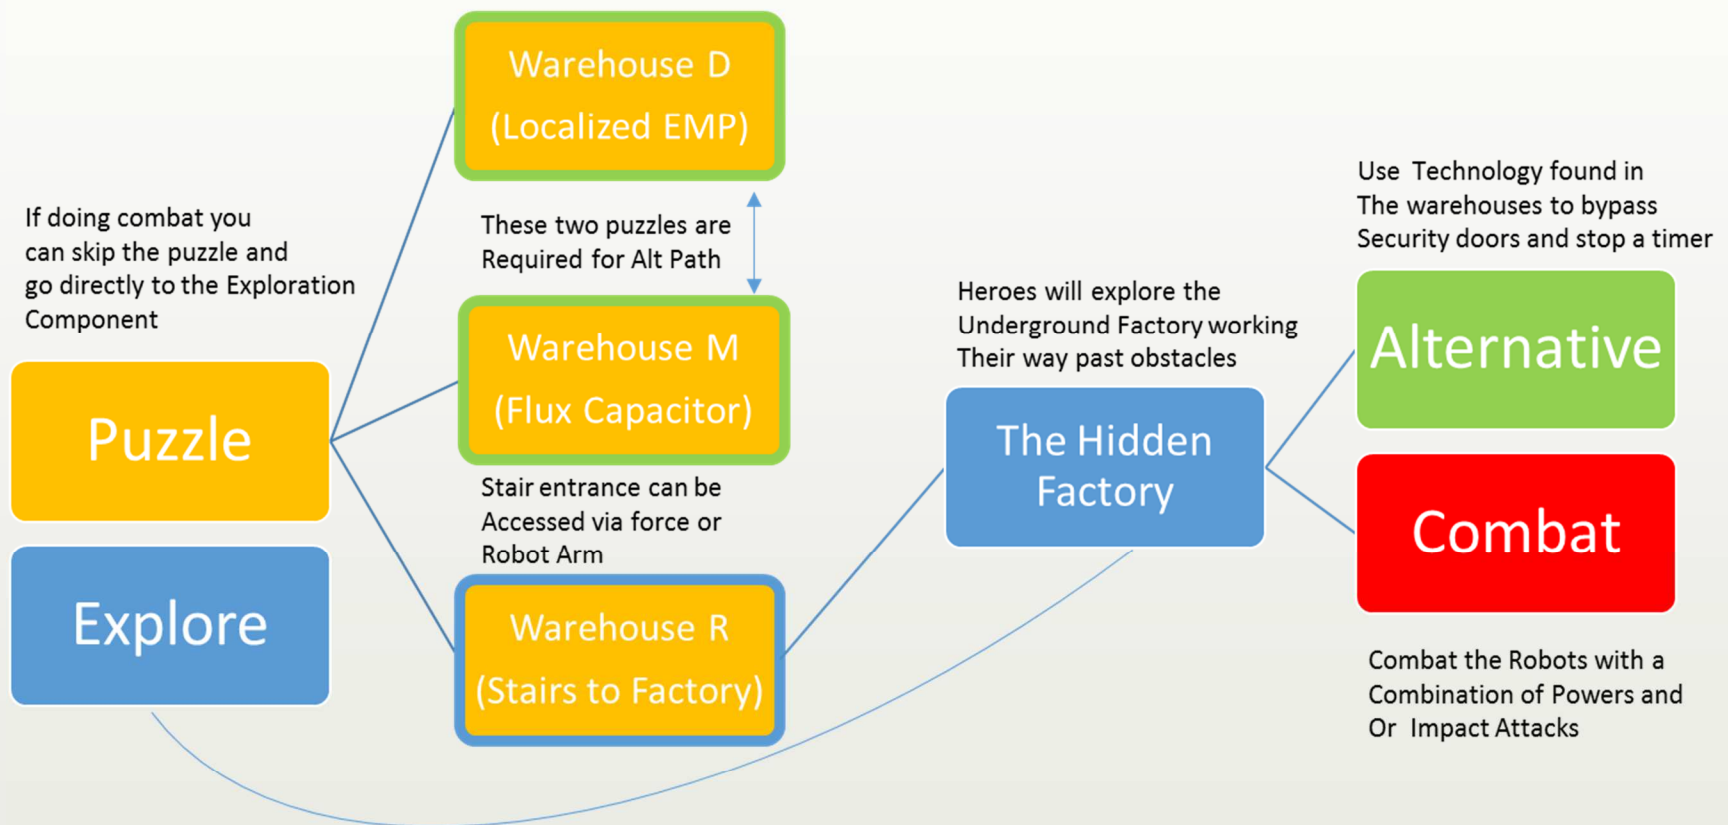 If doing combat you
can skip the puzzle and
go directly to the Exploration
Component
Puzzle
Explore
Warehouse D
(Localized EMP)
These two puzzles are
Required for Alt Path
Warehouse M
(Flux Capacitor)
Stair entrance can be
Accessed via force or
Robot Arm
Warehouse R
(Stairs to Factory)
Heroes will explore the
Underground Factory working
Their way past obstacles
The Hidden
Factory
Use Technology found in
The warehouses to bypass
Security doors and stop a timer
Alternative
Combat
Combat the Robots with a
Combination of Powers and
Or Impact Attacks